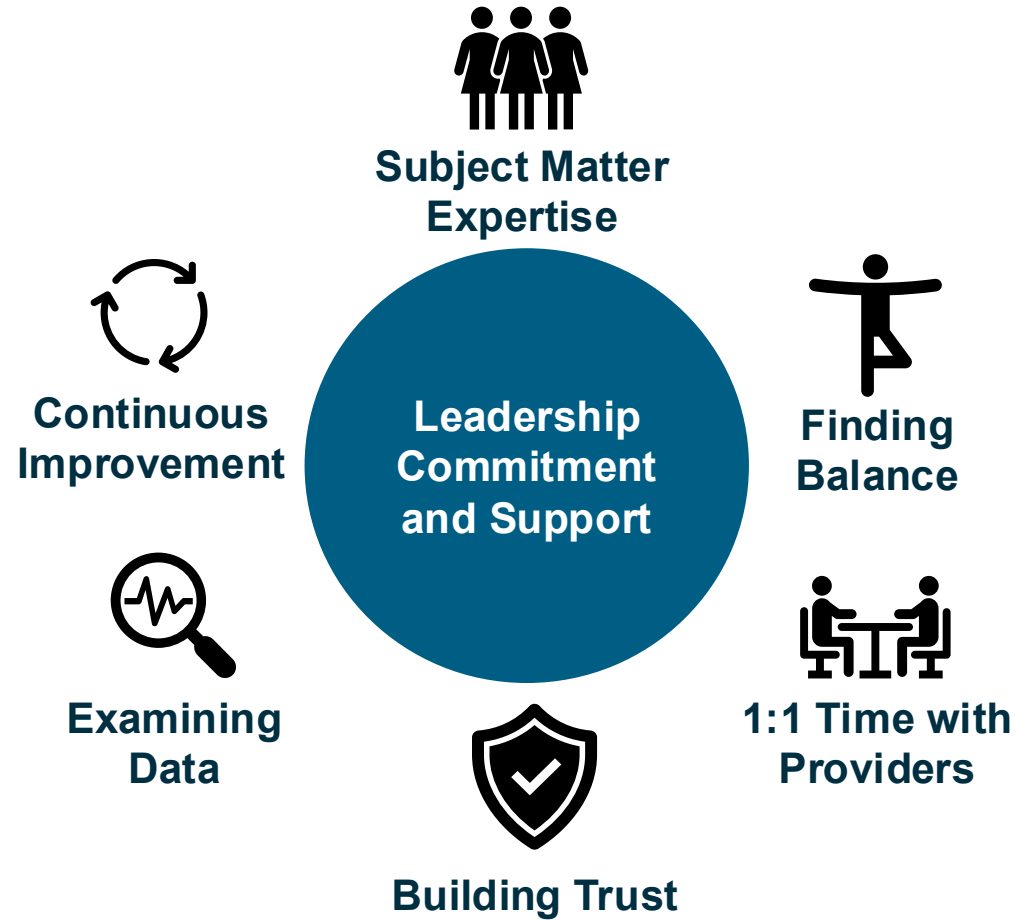 Subject Matter
Expertise
Continuous
Improvement
Leadership
Commitment
and Support
Finding
Balance
Examining
Data
1:1 Time with
Providers
Building Trust